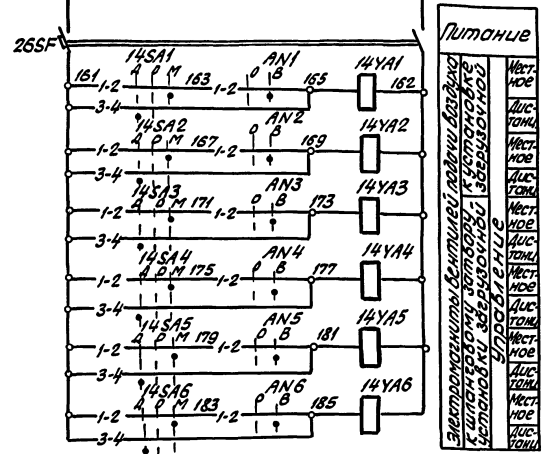 Питание
26SF
14SA1
AN1
14YA1
161
1-2
Д Р М
163
1-2
О В
165
162
3-4
14SA2
AN2
14YA2
1-2
Д Р М
167
1-2
О В
169
3-4
14SA3
AN3
14YA3
1-2
Д Р М
171
1-2
О В
173
3-4
14SA4
AN4
14YA4
1-2
Д Р М
175
1-2
О В
177
3-4
14SA5
AN5
14YA5
1-2
Д Р М
179
1-2
О В
181
3-4
14SA6
AN6
14YA6
1-2
Д Р М
183
1-2
О В
185
3-4
Электромагниты вентилей подачи воздуха
к шланговому затвору к установке
установки загрузочной загрузочной
Управление
Мест-
ное
Дис-
танц
Мест-
ное
Дис-
танц
Мест-
ное
Дис-
танц
Мест-
ное
Дис-
танц
Мест-
ное
Дис-
танц
Мест-
ное
Дис-
танц